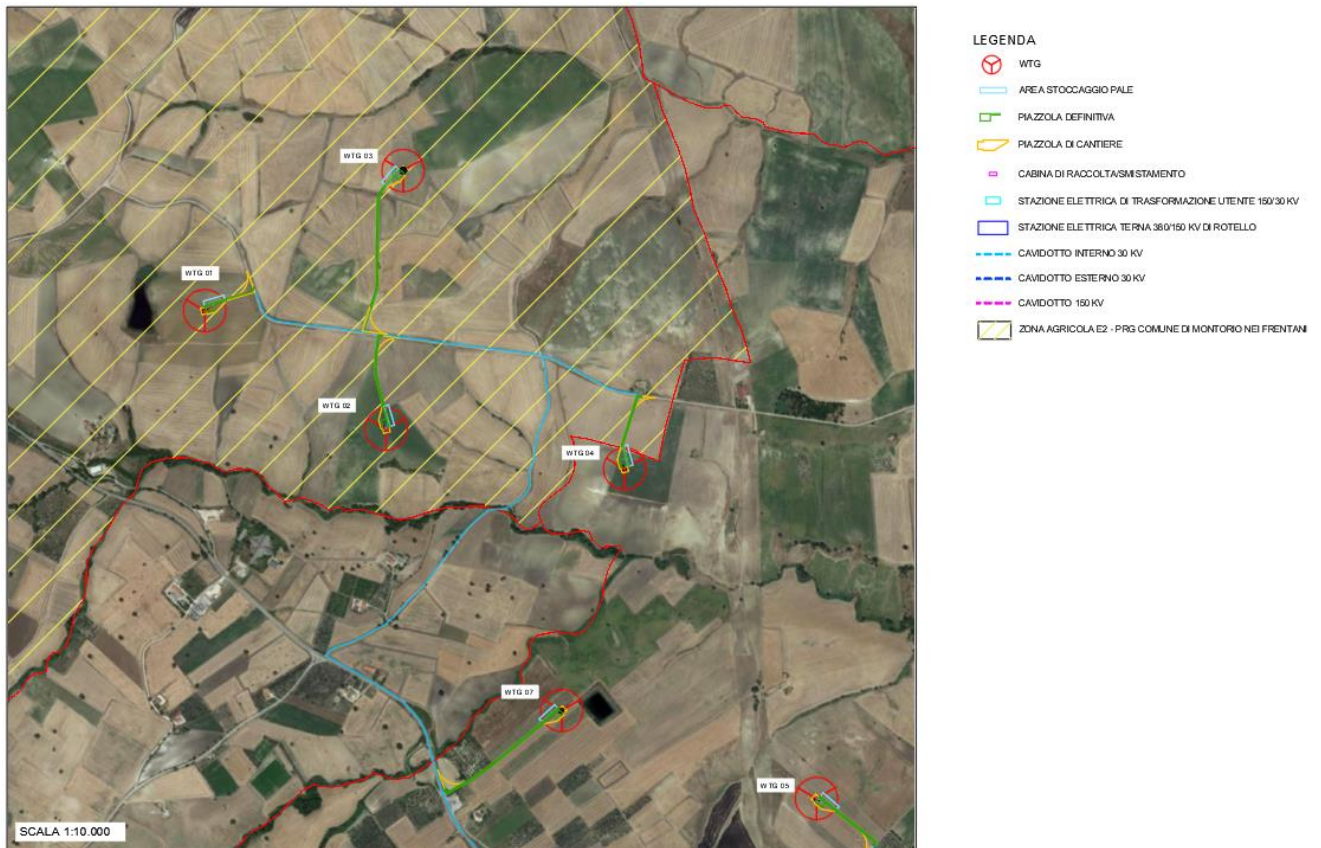 LEGENDA
WTG
AREA STOCCAGGIO PALE
PIAZZOLA DEFINITIVA
PIAZZOLA DI CANTIERE
CABINA DI RACCOLTA/SMISTAMENTO
STAZIONE ELETTRICA DI TRASFORMAZIONE UTENTE 150/30 KV
STAZIONE ELETTRICA TERNA 380/150 KV DI ROTELLO
CAVIDOTTO INTERNO 30 KV
CAVIDOTTO ESTERNO 30 KV
CAVIDOTTO 150 KV
ZONA AGRICOLA E2 - PRG COMUNE DI MONTORIO NEI FRENTANI
WTG 03
WTG 01
WTG 02
WTG 04
WTG 07
WTG 05
SCALA 1:10.000